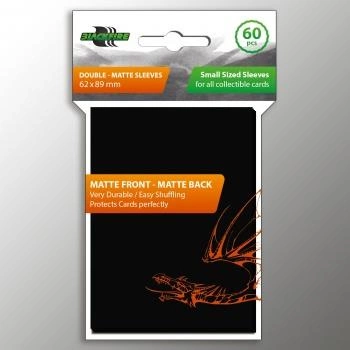 BLACKFIRE
60
pcs
DOUBLE - MATTE SLEEVES
62 x 89 mm
Small Sized Sleeves
for all collectible cards
MATTE FRONT - MATTE BACK
Very Durable / Easy Shuffling
Protects Cards perfectly